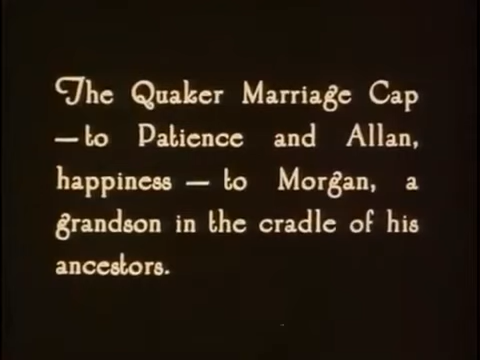 The Quaker Marriage Cap
— to Patience and Allan,
happiness — to Morgan, a
grandson in the cradle of his
ancestors.